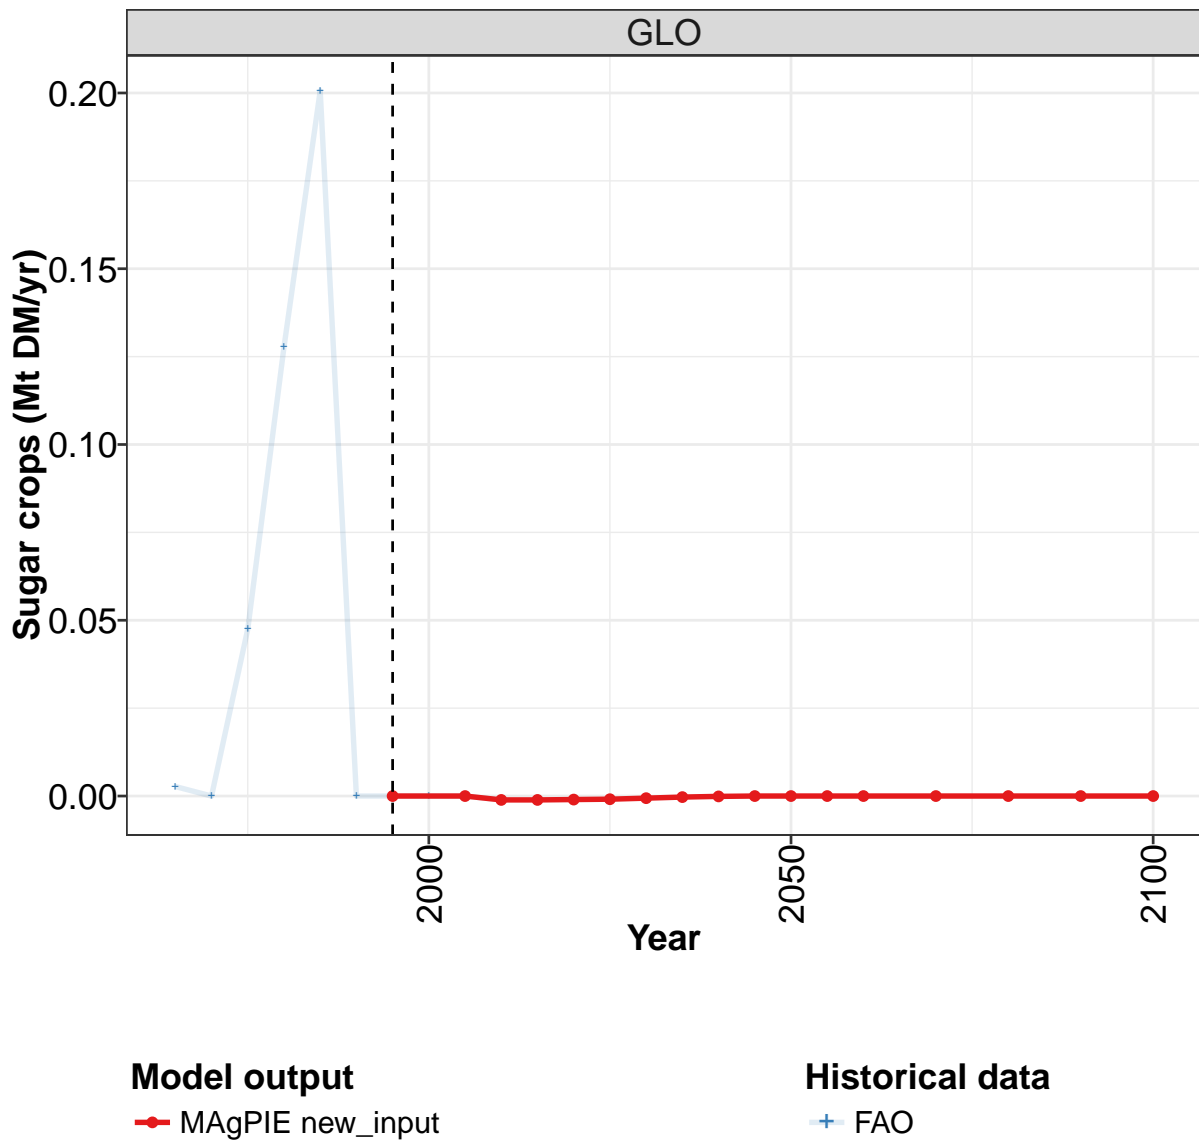 GLO
Sugar crops (Mt DM/yr)
0.20
0.15
0.10
0.05
0.00
2000
2050
2100
Year
Model output
MAgPIE new_input
Historical data
FAO